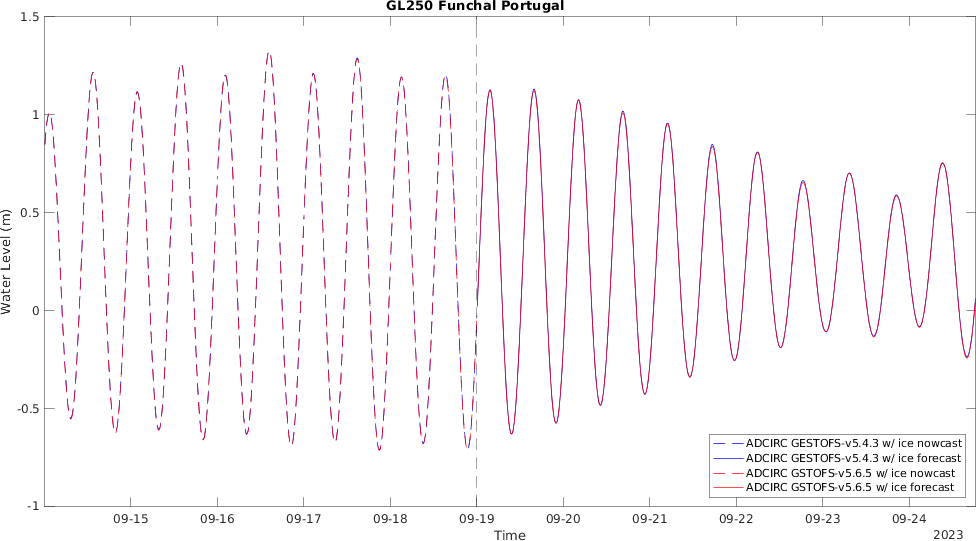 GL250 Funchal Portugal
1.5
1
0.5
0
-0.5
-1
Water Level (m)
ADCIRC GESTOFS-v5.4.3 w/ ice nowcast
ADCIRC GESTOFS-v5.4.3 w/ ice forecast
ADCIRC GSTOFS-v5.6.5 w/ ice nowcast
ADCIRC GSTOFS-v5.6.5 w/ ice forecast
09-15 09-16 09-17 09-18 09-19 09-20 09-21 09-22 09-23 09-24
Time
2023